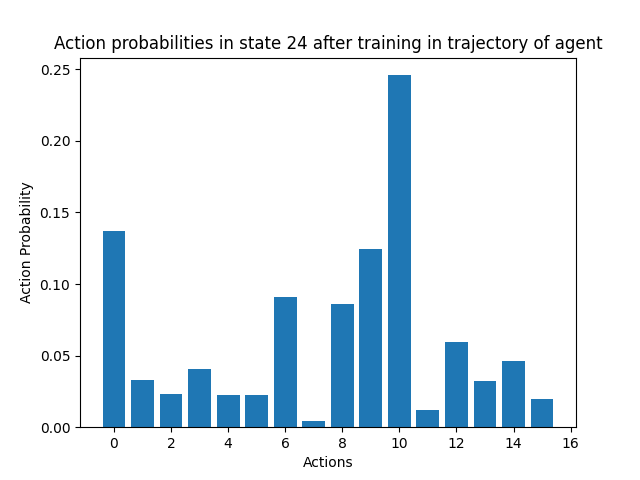 Action probabilities in state 24 after training in trajectory of agent
0.25
0.20
0.15
0.10
0.05
0.00
Action Probability
0 2 4 6 8 10 12 14 16
Actions